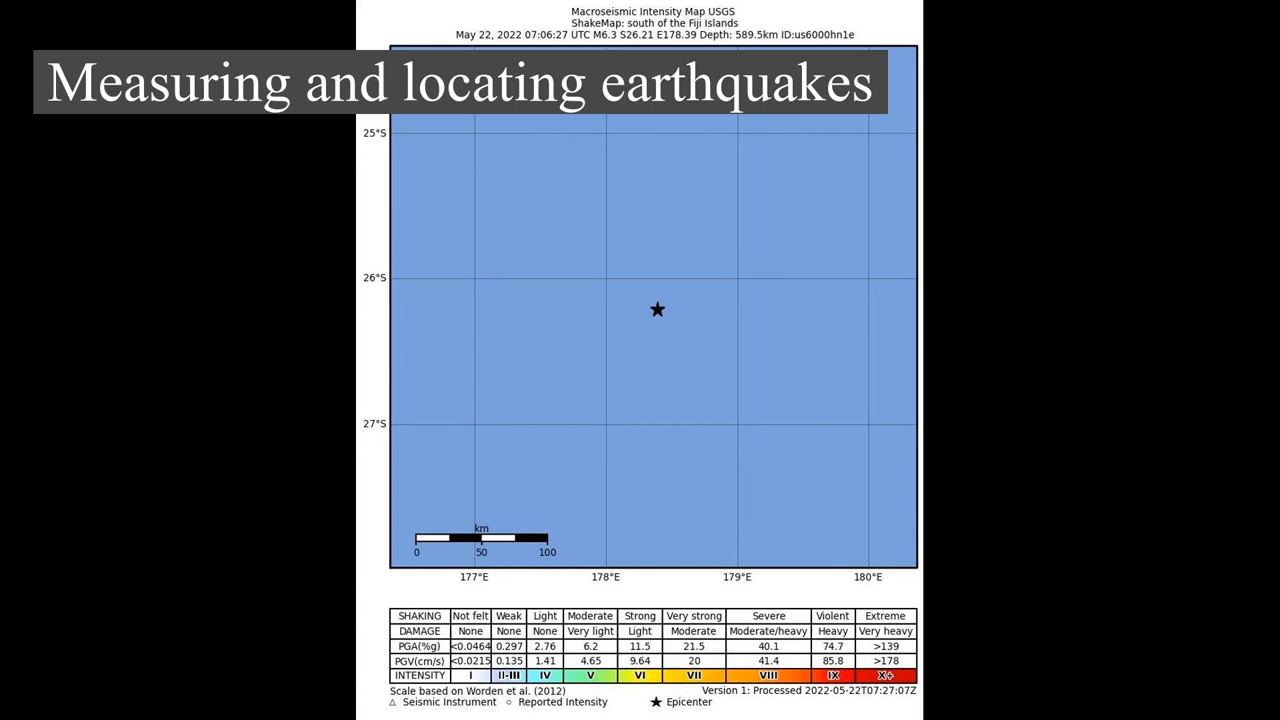 Macroseismic Intensity Map USGS
ShakeMap: south of the Fiji Islands
May 22, 2022 07:06:27 UTC M6.3 S26.21 E178.39 Depth: 589.5km ID:us6000hn1e
Measuring and locating earthquakes
25°S
26°S
27°S
km
0 50 100
177°E 178°E 179°E 180°E
SHAKING Not felt Weak Light Moderate Strong Very strong Severe Violent Extreme
DAMAGE None None None Very light Light Moderate Moderate/heavy Heavy Very heavy
PGA(%g) <0.0464 0.297 2.76 6.2 11.5 21.5 40.1 74.7 >139
PGV(cm/s) <0.0215 0.135 1.41 4.65 9.64 20 41.4 85.8 >178
INTENSITY I II-III IV V VI VII VIII IX X+
Scale based on Worden et al. (2012) Version 1: Processed 2022-05-22T07:27:07Z
△ Seismic Instrument ○ Reported Intensity ★ Epicenter